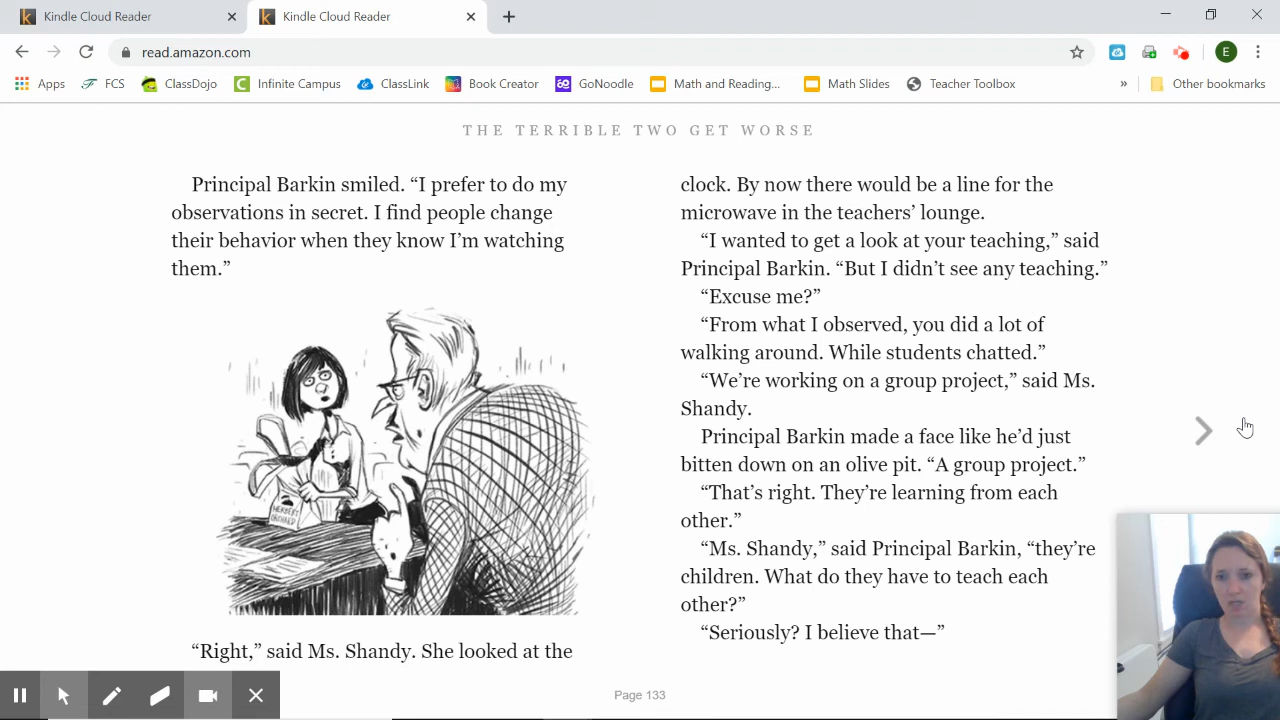 Kindle Cloud Reader
Kindle Cloud Reader
read.amazon.com
E
Apps
FCS
ClassDojo
Infinite Campus
ClassLink
Book Creator
GoNoodle
Math and Reading...
Math Slides
Teacher Toolbox
»
Other bookmarks
THE TERRIBLE TWO GET WORSE
Principal Barkin smiled. “I prefer to do my
observations in secret. I find people change
their behavior when they know I’m watching
them.”
HERBERT
ORCHARD
“Right,” said Ms. Shandy. She looked at the
clock. By now there would be a line for the
microwave in the teachers’ lounge.
“I wanted to get a look at your teaching,” said
Principal Barkin. “But I didn’t see any teaching.”
“Excuse me?”
“From what I observed, you did a lot of
walking around. While students chatted.”
“We’re working on a group project,” said Ms.
Shandy.
Principal Barkin made a face like he’d just
bitten down on an olive pit. “A group project.”
“That’s right. They’re learning from each
other.”
“Ms. Shandy,” said Principal Barkin, “they’re
children. What do they have to teach each
other?”
“Seriously? I believe that—”
Page 133